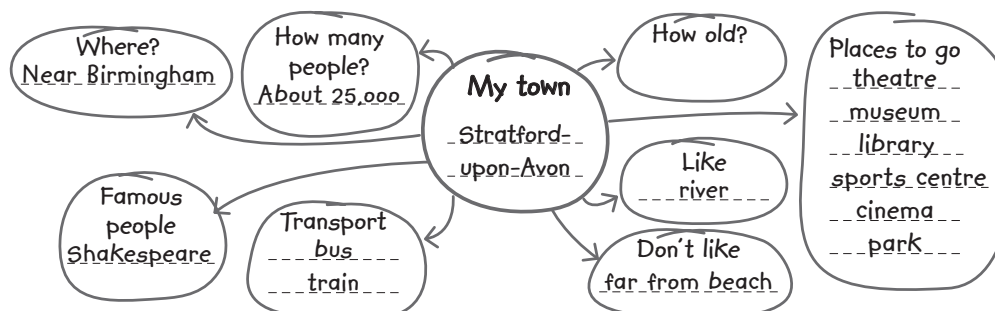 Where?
Near Birmingham
How many
people?
About 25,000
My town
Stratford-
upon-Avon
How old?
Places to go
theatre
museum
library
sports centre
cinema
park
Famous
people
Shakespeare
Transport
bus
train
Like
river
Don't like
far from beach